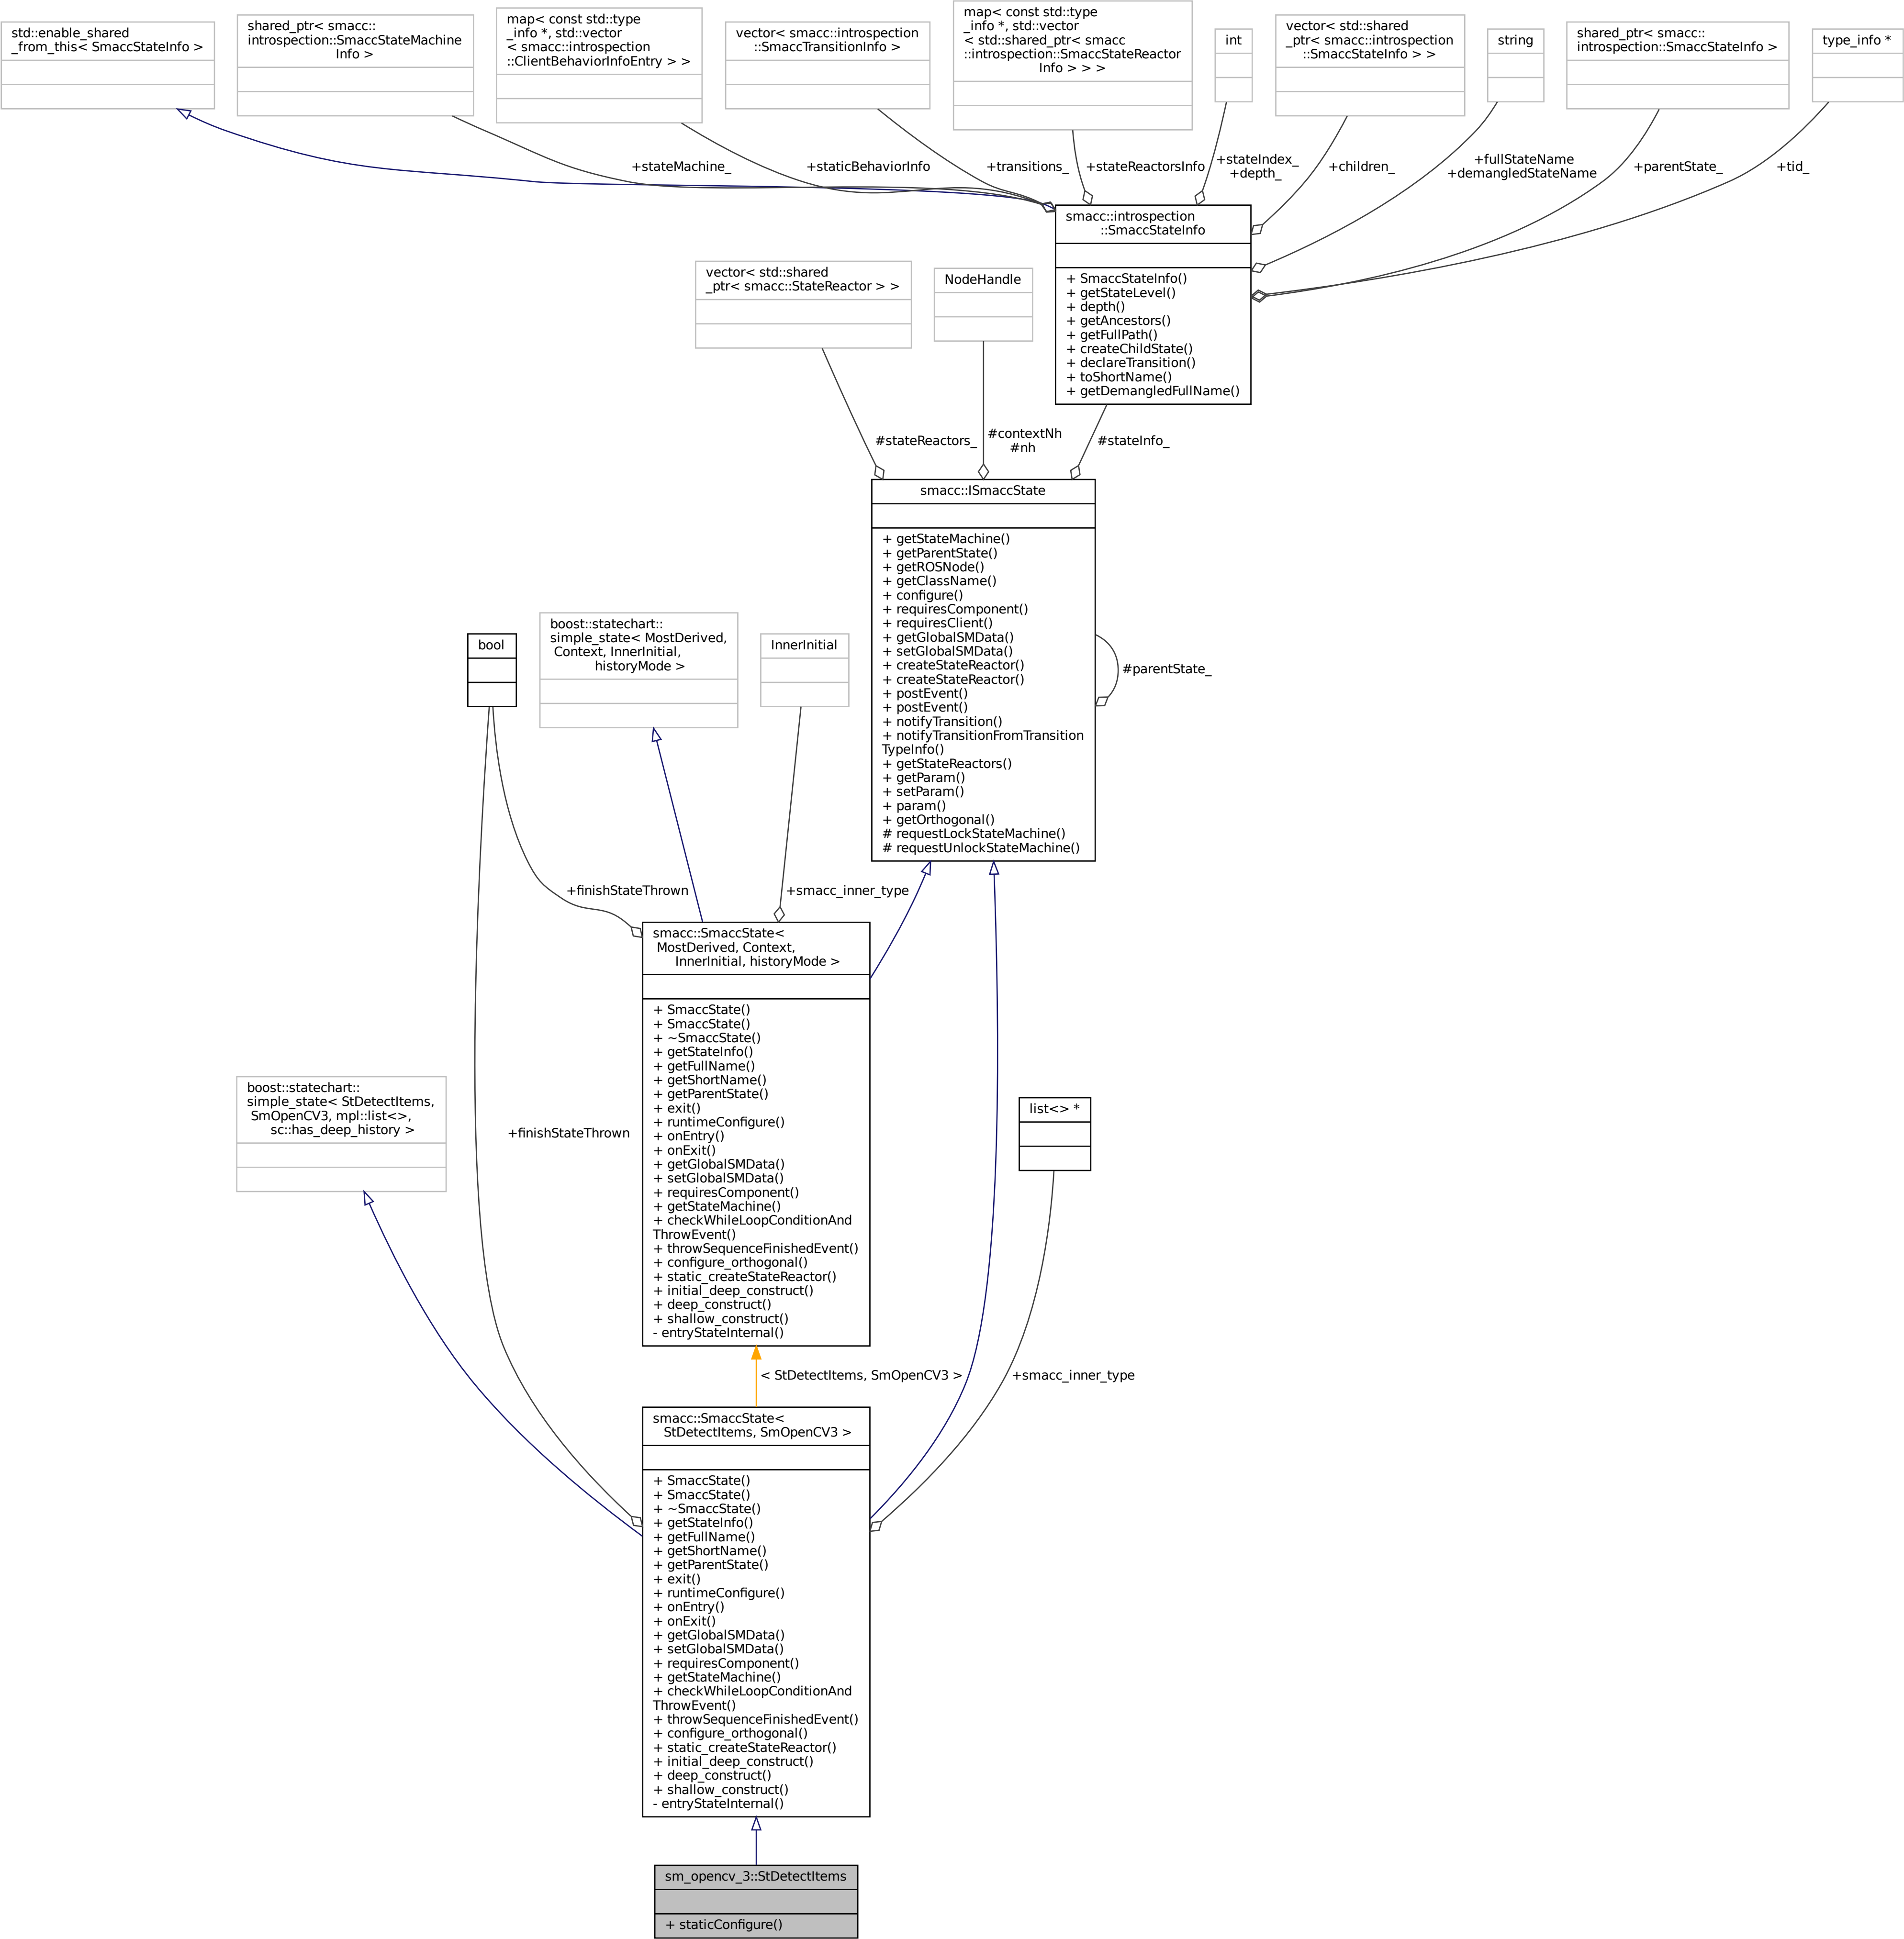 std::enable_shared
_from_this< SmaccStateInfo >
shared_ptr< smacc::
introspection::SmaccStateMachine
Info >
map< const std::type
_info *, std::vector
< smacc::introspection
::ClientBehaviorInfoEntry > >
vector< smacc::introspection
::SmaccTransitionInfo >
map< const std::type
_info *, std::vector
< std::shared_ptr< smacc
::introspection::SmaccStateReactor
Info > > >
int
vector< std::shared
_ptr< smacc::introspection
::SmaccStateInfo > >
string
shared_ptr< smacc::
introspection::SmaccStateInfo >
type_info *
+stateMachine_
+staticBehaviorInfo
+transitions_
+stateReactorsInfo
+stateIndex_
+depth_
+children_
+fullStateName
+demangledStateName
+parentState_
+tid_
smacc::introspection
::SmaccStateInfo
+ SmaccStateInfo()
+ getStateLevel()
+ depth()
+ getAncestors()
+ getFullPath()
+ createChildState()
+ declareTransition()
+ toShortName()
+ getDemangledFullName()
vector< std::shared
_ptr< smacc::StateReactor > >
NodeHandle
#stateReactors_
#contextNh
#nh
#stateInfo_
smacc::ISmaccState
+ getStateMachine()
+ getParentState()
+ getROSNode()
+ getClassName()
+ configure()
+ requiresComponent()
+ requiresClient()
+ getGlobalSMData()
+ setGlobalSMData()
+ createStateReactor()
+ createStateReactor()
+ postEvent()
+ postEvent()
+ notifyTransition()
+ notifyTransitionFromTransition
TypeInfo()
+ getStateReactors()
+ getParam()
+ setParam()
+ param()
+ getOrthogonal()
# requestLockStateMachine()
# requestUnlockStateMachine()
#parentState_
bool
boost::statechart::
simple_state< MostDerived,
Context, InnerInitial,
historyMode >
InnerInitial
+finishStateThrown
+smacc_inner_type
smacc::SmaccState<
MostDerived, Context,
InnerInitial, historyMode >
+ SmaccState()
+ SmaccState()
+ ~SmaccState()
+ getStateInfo()
+ getFullName()
+ getShortName()
+ getParentState()
+ exit()
+ runtimeConfigure()
+ onEntry()
+ onExit()
+ getGlobalSMData()
+ setGlobalSMData()
+ requiresComponent()
+ getStateMachine()
+ checkWhileLoopConditionAnd
ThrowEvent()
+ throwSequenceFinishedEvent()
+ configure_orthogonal()
+ static_createStateReactor()
+ initial_deep_construct()
+ deep_construct()
+ shallow_construct()
- entryStateInternal()
boost::statechart::
simple_state< StDetectItems,
SmOpenCV3, mpl::list<>,
sc::has_deep_history >
+finishStateThrown
list<> *
< StDetectItems, SmOpenCV3 >
+smacc_inner_type
smacc::SmaccState<
StDetectItems, SmOpenCV3 >
+ SmaccState()
+ SmaccState()
+ ~SmaccState()
+ getStateInfo()
+ getFullName()
+ getShortName()
+ getParentState()
+ exit()
+ runtimeConfigure()
+ onEntry()
+ onExit()
+ getGlobalSMData()
+ setGlobalSMData()
+ requiresComponent()
+ getStateMachine()
+ checkWhileLoopConditionAnd
ThrowEvent()
+ throwSequenceFinishedEvent()
+ configure_orthogonal()
+ static_createStateReactor()
+ initial_deep_construct()
+ deep_construct()
+ shallow_construct()
- entryStateInternal()
sm_opencv_3::StDetectItems
+ staticConfigure()